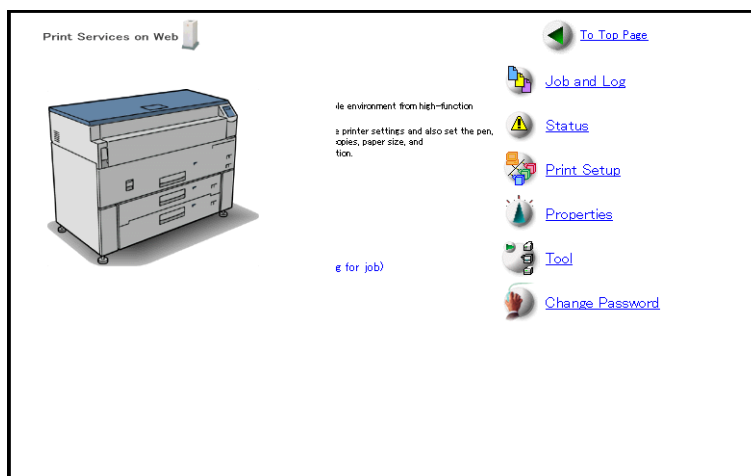 Print Services on Web
To Top Page
Job and Log
le environment from high-function
Status
printer settings and also set the pen,
copies, paper size, and
tion.
Print Setup
Properties
Tool
g for job)
Change Password